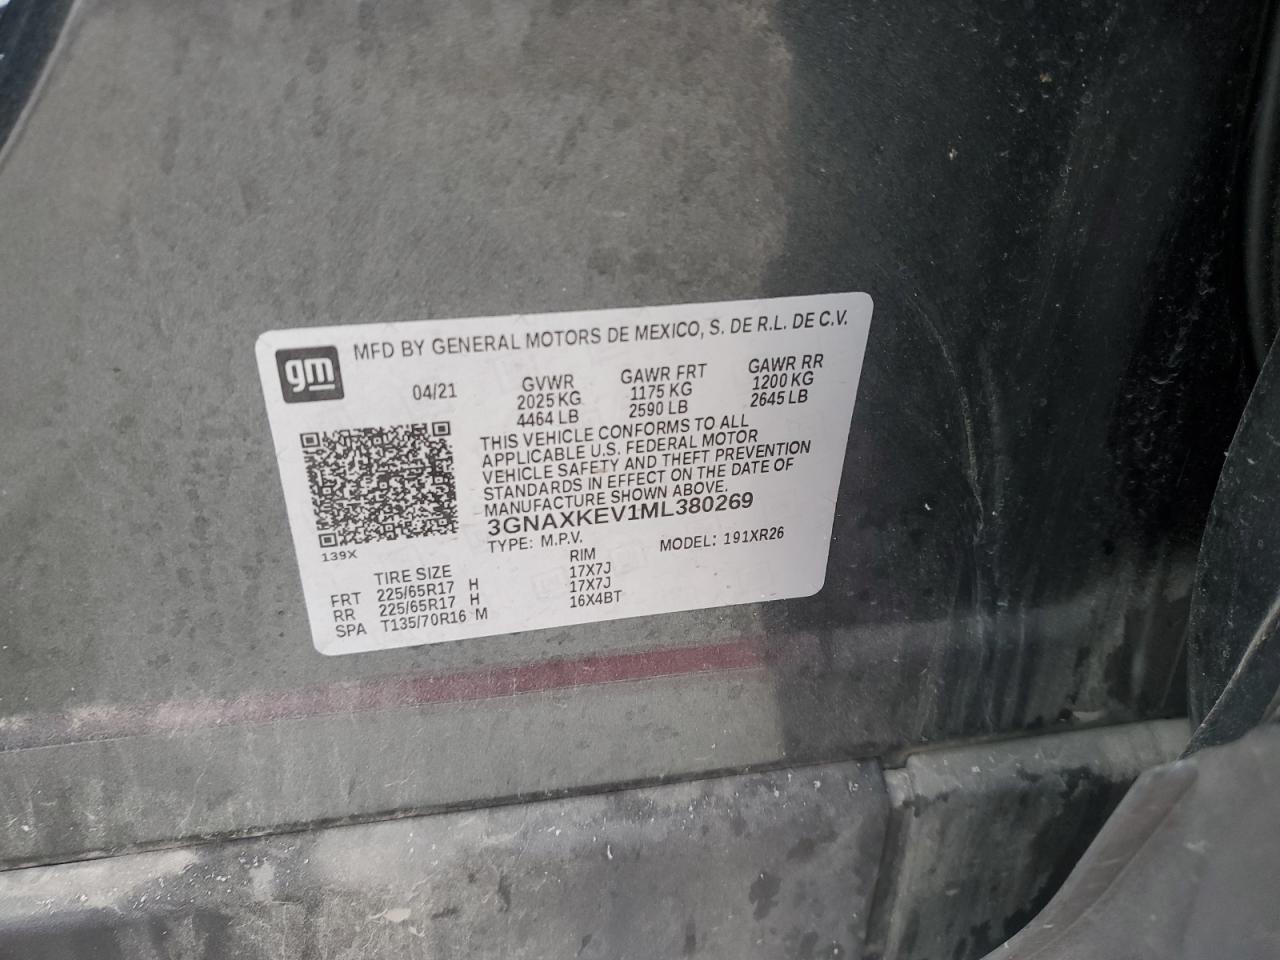 gm
MFD BY GENERAL MOTORS DE MEXICO, S. DE R.L. DE C.V.
04/21 GVWR GAWR FRT GAWR RR
2025 KG 1175 KG 1200 KG
4464 LB 2590 LB 2645 LB
THIS VEHICLE CONFORMS TO ALL
APPLICABLE U.S. FEDERAL MOTOR
VEHICLE SAFETY AND THEFT PREVENTION
STANDARDS IN EFFECT ON THE DATE OF
MANUFACTURE SHOWN ABOVE.
3GNAXKEV1ML380269
139X
TYPE: M.P.V. MODEL: 191XR26
TIRE SIZE RIM
FRT 225/65R17 H 17X7J
RR 225/65R17 H 17X7J
SPA T135/70R16 M 16X4BT